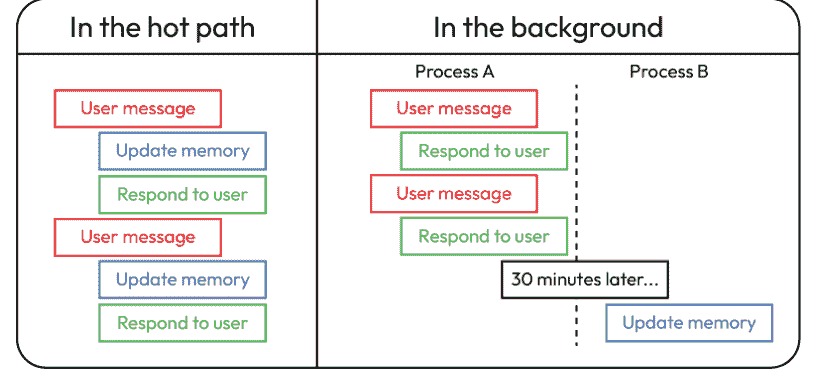 In the hot path
User message
Update memory
Respond to user
User message
Update memory
Respond to user
In the background
Process A
Process B
User message
Respond to user
User message
Respond to user
30 minutes later...
Update memory